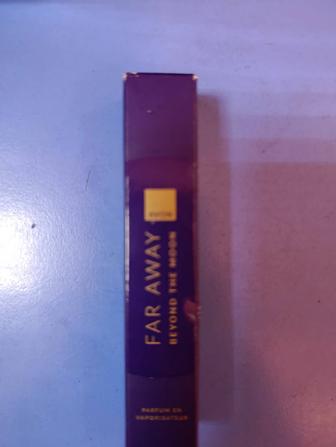 FAR AWAY
BEYOND THE MOON
PARFUM EN
VAPORISATEUR